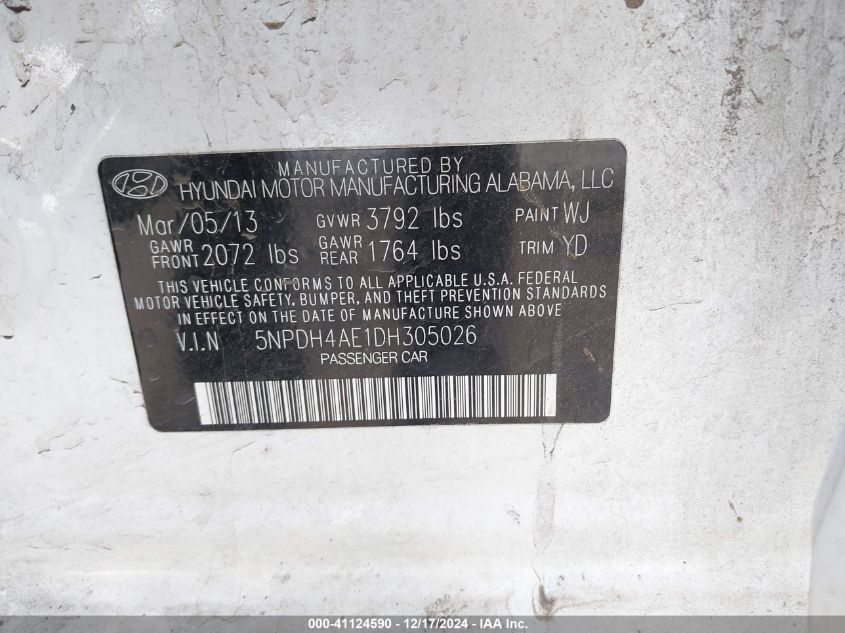 MANUFACTURED BY
HYUNDAI MOTOR MANUFACTURING ALABAMA, LLC
Mar/05/13 GVWR 3792 lbs PAINT WJ
GAWR FRONT 2072 lbs GAWR REAR 1764 lbs TRIM YD
THIS VEHICLE CONFORMS TO ALL APPLICABLE U.S.A. FEDERAL
MOTOR VEHICLE SAFETY, BUMPER, AND THEFT PREVENTION STANDARDS
IN EFFECT ON THE DATE OF MANUFACTURE SHOWN ABOVE
V.I.N 5NPDH4AE1DH305026
PASSENGER CAR
000-41124590 - 12/17/2024 - IAA Inc.